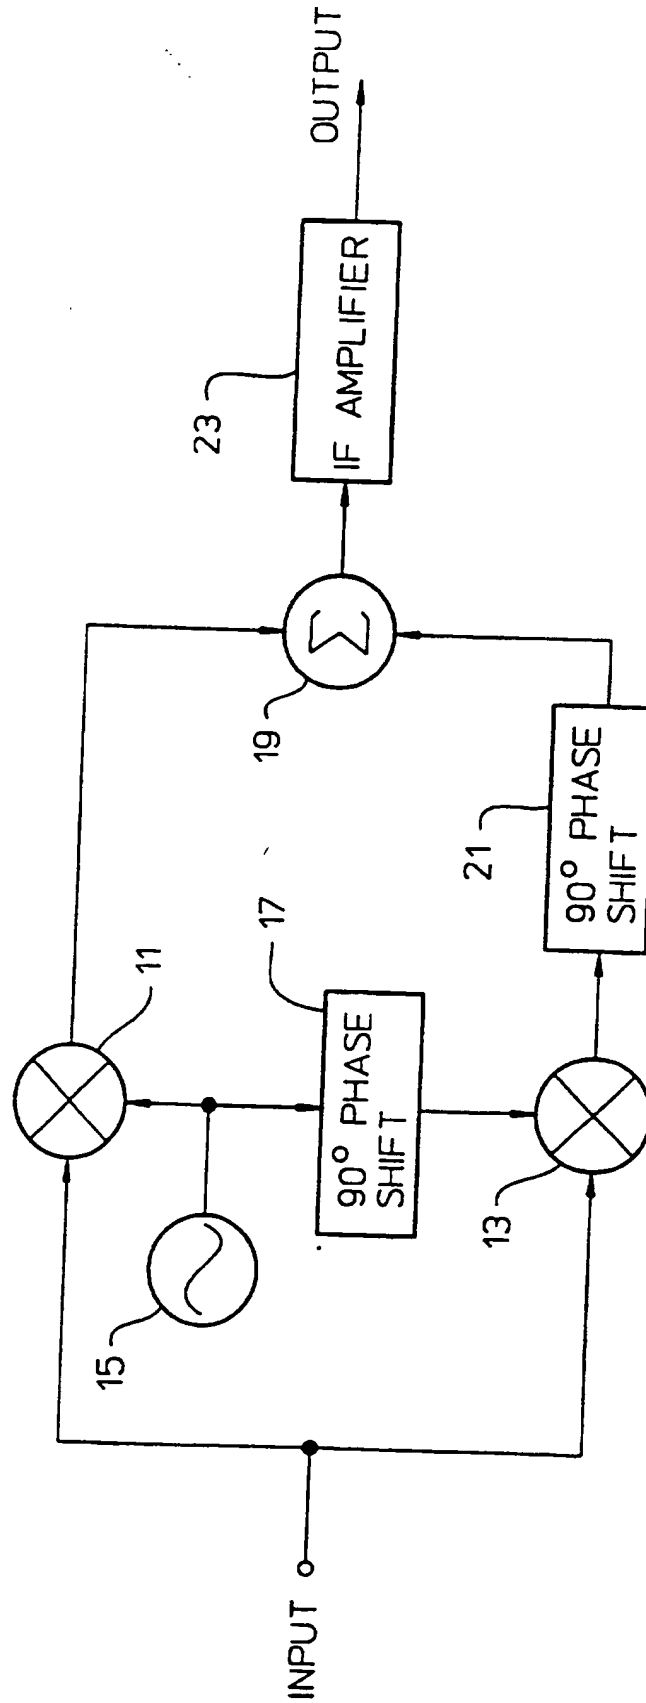 INPUT
15
11
17
90° PHASE
SHIFT
13
19
Σ
21
90° PHASE
SHIFT
23
IF AMPLIFIER
OUTPUT